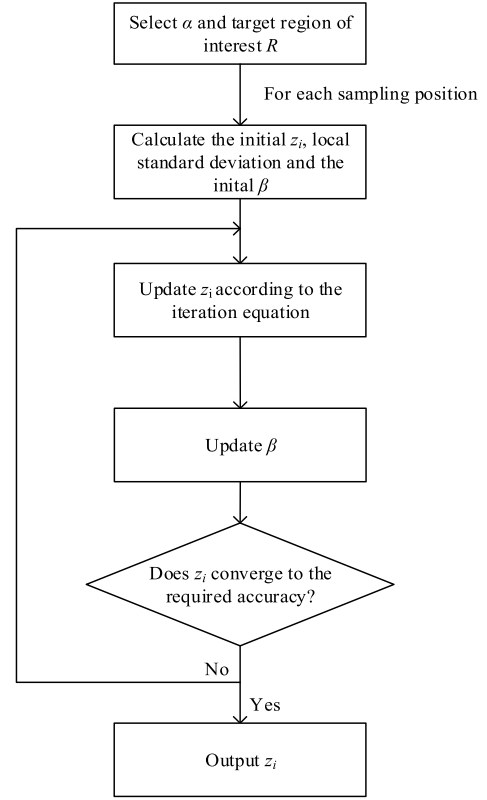 Select α and target region of
interest R
For each sampling position
Calculate the initial zᵢ, local
standard deviation and the
inital β
Update zᵢ according to the
iteration equation
Update β
Does zᵢ converge to the
required accuracy?
No
Yes
Output zᵢ